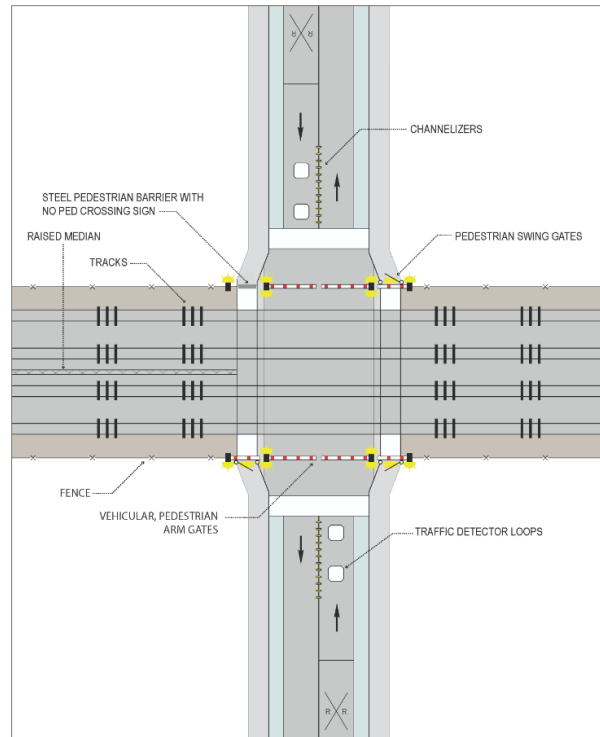 R R
CHANNELIZERS
STEEL PEDESTRIAN BARRIER WITH
NO PED CROSSING SIGN
RAISED MEDIAN
PEDESTRIAN SWING GATES
TRACKS
FENCE
VEHICULAR, PEDESTRIAN
ARM GATES
TRAFFIC DETECTOR LOOPS
R R